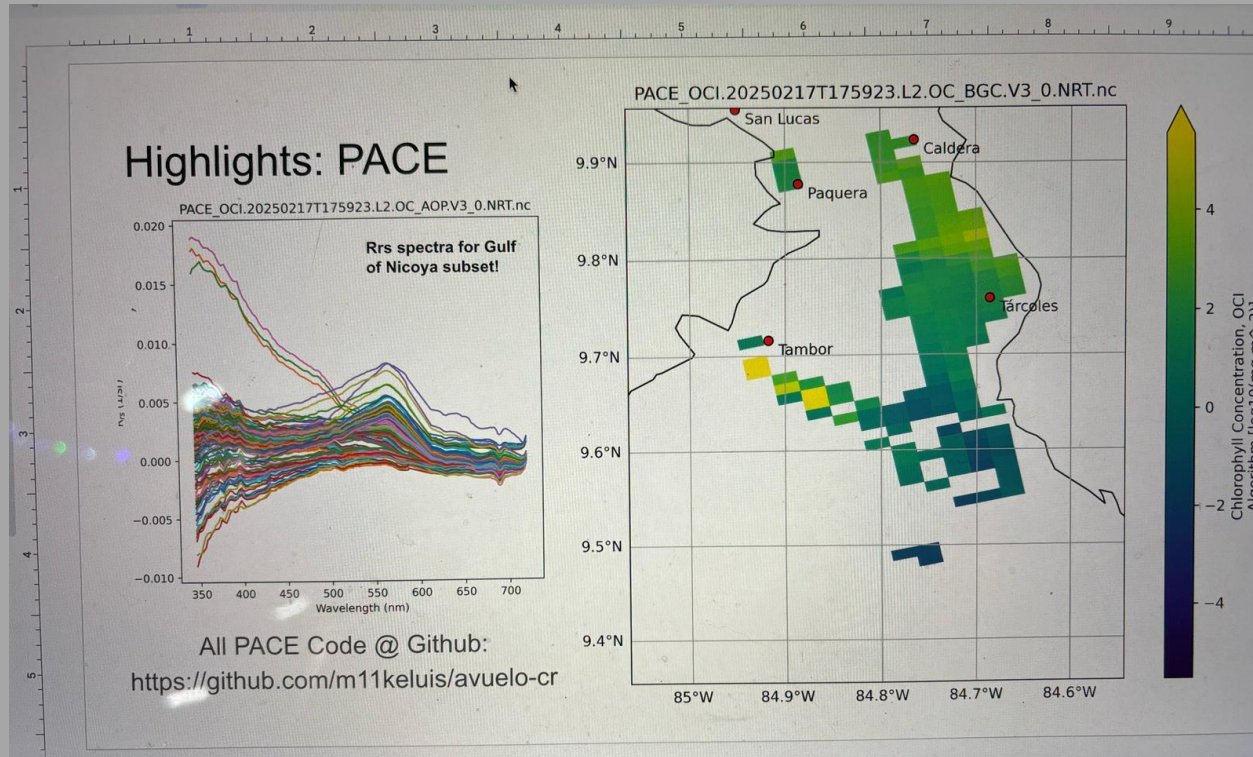 1 2 3 4 5 6 7 8 9
1
2
3
4
5
Highlights: PACE
PACE_OCI.20250217T175923.L2.OC_AOP.V3_0.NRT.nc
Rrs spectra for Gulf
of Nicoya subset!
0.020
0.015
0.010
0.005
0.000
−0.005
−0.010
350 400 450 500 550 600 650 700
Wavelength (nm)
All PACE Code @ Github:
https://github.com/m11keluis/avuelo-cr
PACE_OCI.20250217T175923.L2.OC_BGC.V3_0.NRT.nc
San Lucas
Caldera
Paquera
Tárcoles
Tambor
9.9°N
9.8°N
9.7°N
9.6°N
9.5°N
9.4°N
85°W 84.9°W 84.8°W 84.7°W 84.6°W
4
2
0
−2
−4
Chlorophyll Concentration, OCI